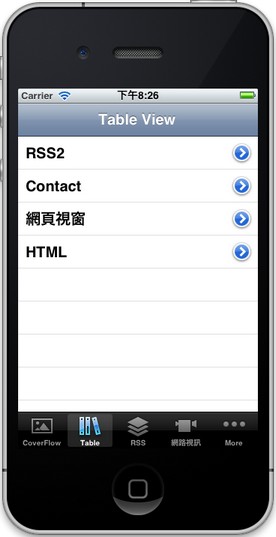 Carrier 下午8:26
Table View
RSS2
Contact
網頁視窗
HTML
CoverFlow Table RSS 網路視訊 More